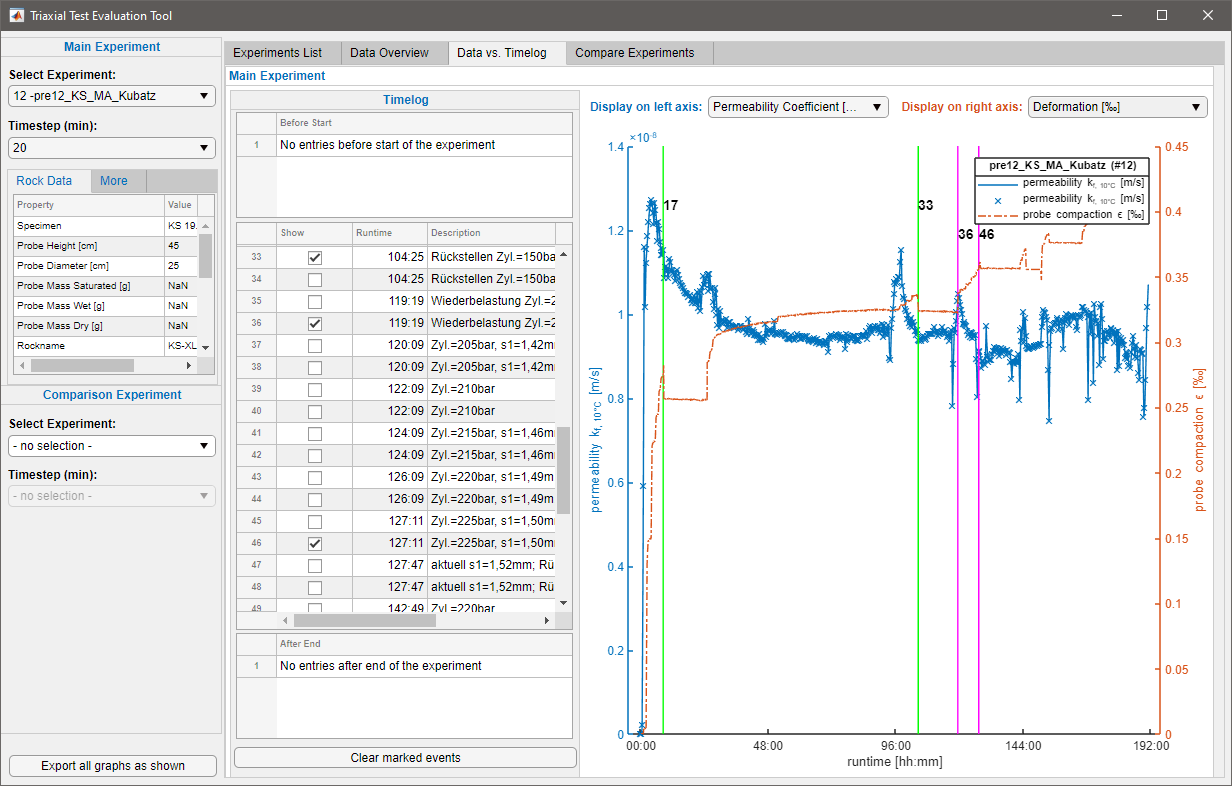 Triaxial Test Evaluation Tool
Main Experiment
Select Experiment:
12 -pre12_KS_MA_Kubatz
Timestep (min):
20
Rock Data More
Property Value
Specimen KS 19.
Probe Height [cm] 45
Probe Diameter [cm] 25
Probe Mass Saturated [g] NaN
Probe Mass Wet [g] NaN
Probe Mass Dry [g] NaN
Rockname KS-XL
Comparison Experiment
Select Experiment:
- no selection -
Timestep (min):
- no selection -
Export all graphs as shown
Experiments List Data Overview Data vs. Timelog Compare Experiments
Main Experiment
Timelog
Before Start
1 No entries before start of the experiment
Show Runtime Description
33 104:25 Rückstellen Zyl.=150ba
34 104:25 Rückstellen Zyl.=150ba
35 119:19 Wiederbelastung Zyl.=2
36 119:19 Wiederbelastung Zyl.=2
37 120:09 Zyl.=205bar, s1=1,42m
38 120:09 Zyl.=205bar, s1=1,42m
39 122:09 Zyl.=210bar
40 122:09 Zyl.=210bar
41 124:09 Zyl.=215bar, s1=1,46m
42 124:09 Zyl.=215bar, s1=1,46m
43 126:09 Zyl.=220bar, s1=1,49m
44 126:09 Zyl.=220bar, s1=1,49m
45 127:11 Zyl.=225bar, s1=1,50m
46 127:11 Zyl.=225bar, s1=1,50m
47 127:47 aktuell s1=1,52mm; Rü
48 127:47 aktuell s1=1,52mm; Rü
49 142:49 Zyl.=220bar
After End
1 No entries after end of the experiment
Clear marked events
Display on left axis: Permeability Coefficient [... Display on right axis: Deformation [‰]
×10⁻⁸
1.4
1.2
1
0.8
0.6
0.4
0.2
0
permeability k_f, 10°C [m/s]
17
33
36 46
pre12_KS_MA_Kubatz (#12)
permeability k_f, 10°C [m/s]
permeability k_f, 10°C [m/s]
probe compaction ϵ [‰]
0.45
0.4
0.35
0.3
0.25
0.2
0.15
0.1
0.05
0
probe compaction ϵ [‰]
00:00 48:00 96:00 144:00 192:00
runtime [hh:mm]